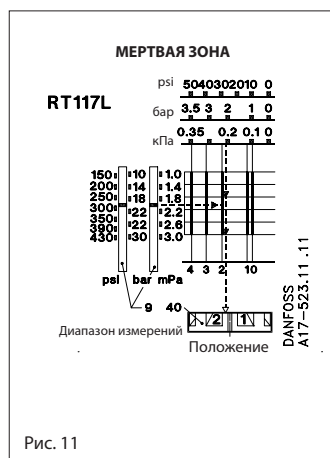 МЕРТВАЯ ЗОНА
psi 50 40 30 20 10 0
RT117L
бар 3.5 3 2 1 0
кПа 0.35 0.2 0.1 0
150 10 1.0
200 14 1.4
250 18 1.8
300 22 2.2
350 22 2.6
390
430 30 3.0
4 3 2 10
psi bar mPa
9 40
Диапазон измерений
2 1
Положение
DANFOSS
A17-523.11 .11
Рис. 11